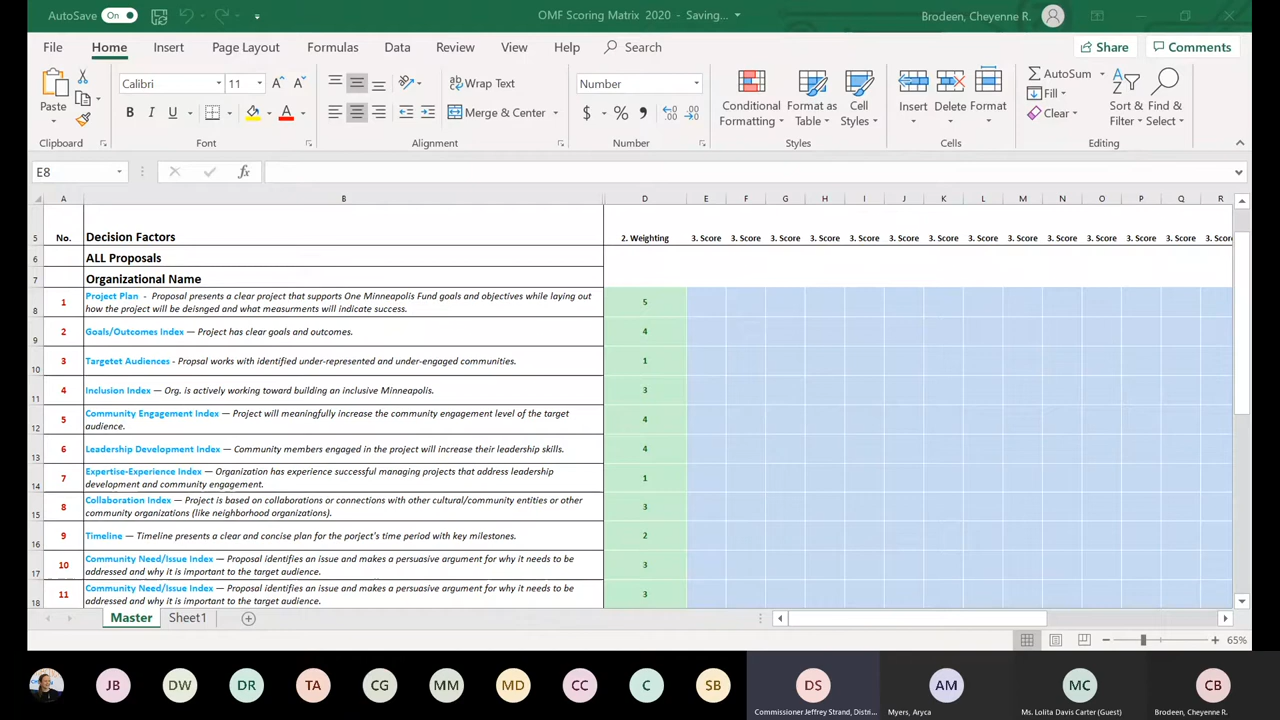 AutoSave On OMF Scoring Matrix 2020 - Saving... Brodeen, Cheyenne R.
File Home Insert Page Layout Formulas Data Review View Help Search Share Comments
Calibri 11 Wrap Text Number AutoSum
Paste Conditional Format as Cell Insert Delete Format Fill Sort & Find &
B I U Merge & Center $ % Formatting Table Styles Clear Filter Select
Clipboard Font Alignment Number Styles Cells Editing
E8 fx
A B D E F G H I J K L M N O P Q R
5 No. Decision Factors 2. Weighting 3. Score 3. Score 3. Score 3. Score 3. Score 3. Score 3. Score 3. Score 3. Score 3. Score 3. Score 3. Score 3. Score 3. Score
6 ALL Proposals
7 Organizational Name
8 1 Project Plan - Proposal presents a clear project that supports One Minneapolis Fund goals and objectives while laying out 5
how the project will be deisnged and what measurments will indicate success.
9 2 Goals/Outcomes Index — Project has clear goals and outcomes. 4
10 3 Targetet Audiences - Propsal works with identified under-represented and under-engaged communities. 1
11 4 Inclusion Index — Org. is actively working toward building an inclusive Minneapolis. 3
12 5 Community Engagement Index — Project will meaningfully increase the community engagement level of the target 4
audience.
13 6 Leadership Development Index — Community members engaged in the project will increase their leadership skills. 4
14 7 Expertise-Experience Index — Organization has experience successful managing projects that address leadership 1
development and community engagement.
15 8 Collaboration Index — Project is based on collaborations or connections with other cultural/community entities or other 3
community organizations (like neighborhood organizations).
16 9 Timeline — Timeline presents a clear and concise plan for the porject's time period with key milestones. 2
17 10 Community Need/Issue Index — Proposal identifies an issue and makes a persuasive argument for why it needs to be 3
addressed and why it is important to the target audience.
18 11 Community Need/Issue Index — Proposal identifies an issue and makes a persuasive argument for why it needs to be 3
addressed and why it is important to the target audience.
Master Sheet1
65%
JB DW DR TA CG MM MD CC C SB DS AM MC CB
Commissioner Jeffrey Strand, Distri... Myers, Aryca Ms. Lolita Davis Carter (Guest) Brodeen, Cheyenne R.